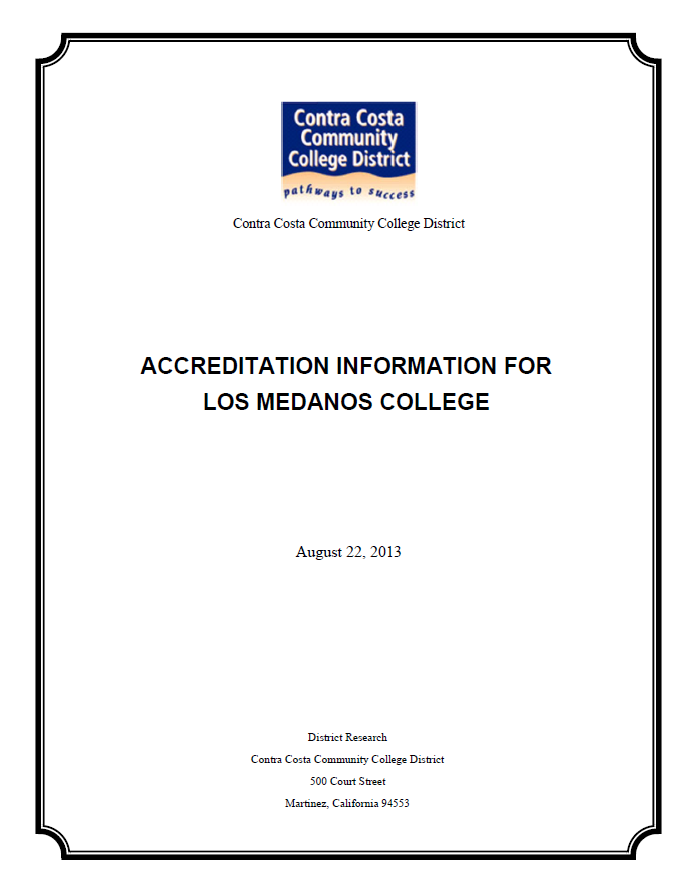 Contra Costa
Community
College District
pathways to success
Contra Costa Community College District
ACCREDITATION INFORMATION FOR
LOS MEDANOS COLLEGE
August 22, 2013
District Research
Contra Costa Community College District
500 Court Street
Martinez, California 94553